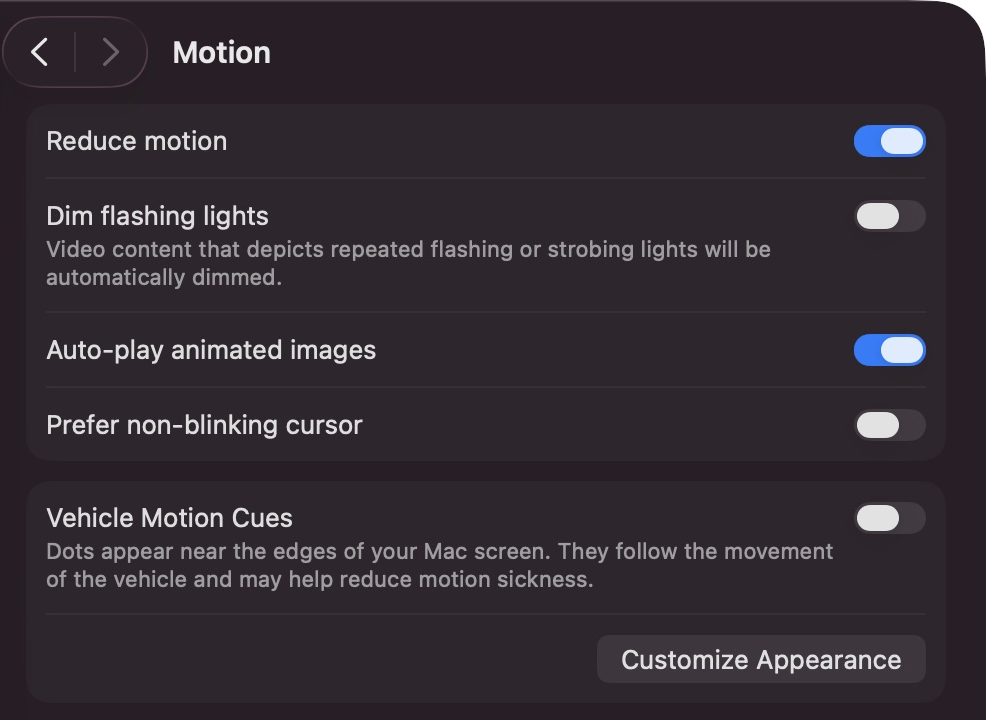 Motion
Reduce motion
Dim flashing lights
Video content that depicts repeated flashing or strobing lights will be
automatically dimmed.
Auto-play animated images
Prefer non-blinking cursor
Vehicle Motion Cues
Dots appear near the edges of your Mac screen. They follow the movement
of the vehicle and may help reduce motion sickness.
Customize Appearance